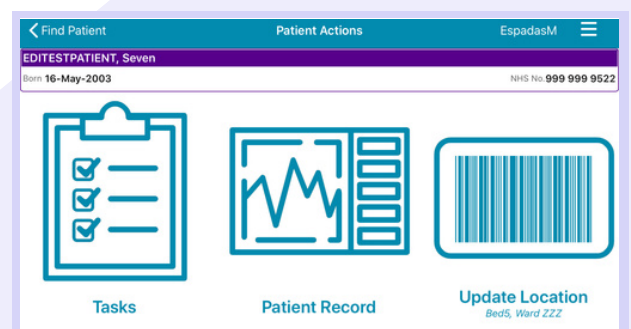 Find Patient Patient Actions EspadasM
EDITESTPATIENT, Seven
Born 16-May-2003 NHS No. 999 999 9522
Tasks Patient Record Update Location
Bed5, Ward ZZZ